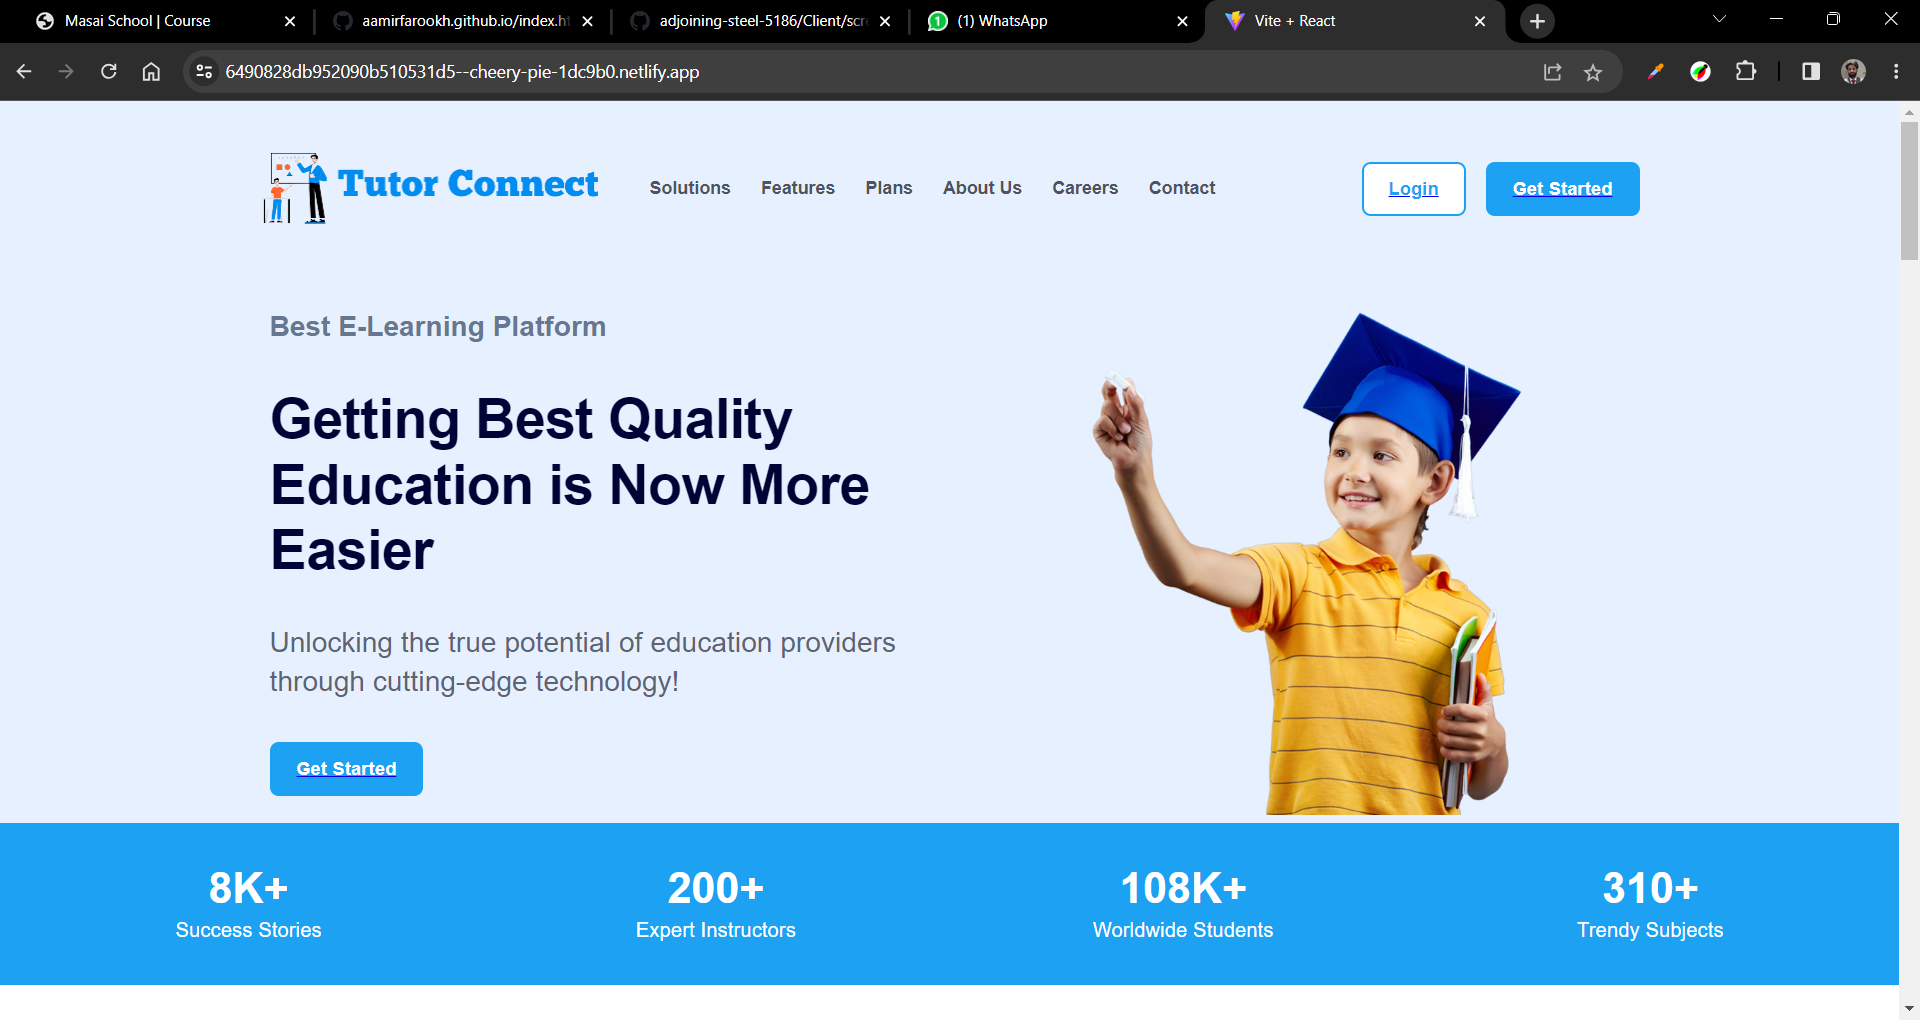 Masai School | Course
aamirfarookh.github.io/index.ht
adjoining-steel-5186/Client/scre
(1) WhatsApp
Vite + React
6490828db952090b510531d5--cheery-pie-1dc9b0.netlify.app
Tutor Connect
Solutions
Features
Plans
About Us
Careers
Contact
Login
Get Started
Best E-Learning Platform
Getting Best Quality
Education is Now More
Easier
Unlocking the true potential of education providers
through cutting-edge technology!
Get Started
8K+
Success Stories
200+
Expert Instructors
108K+
Worldwide Students
310+
Trendy Subjects